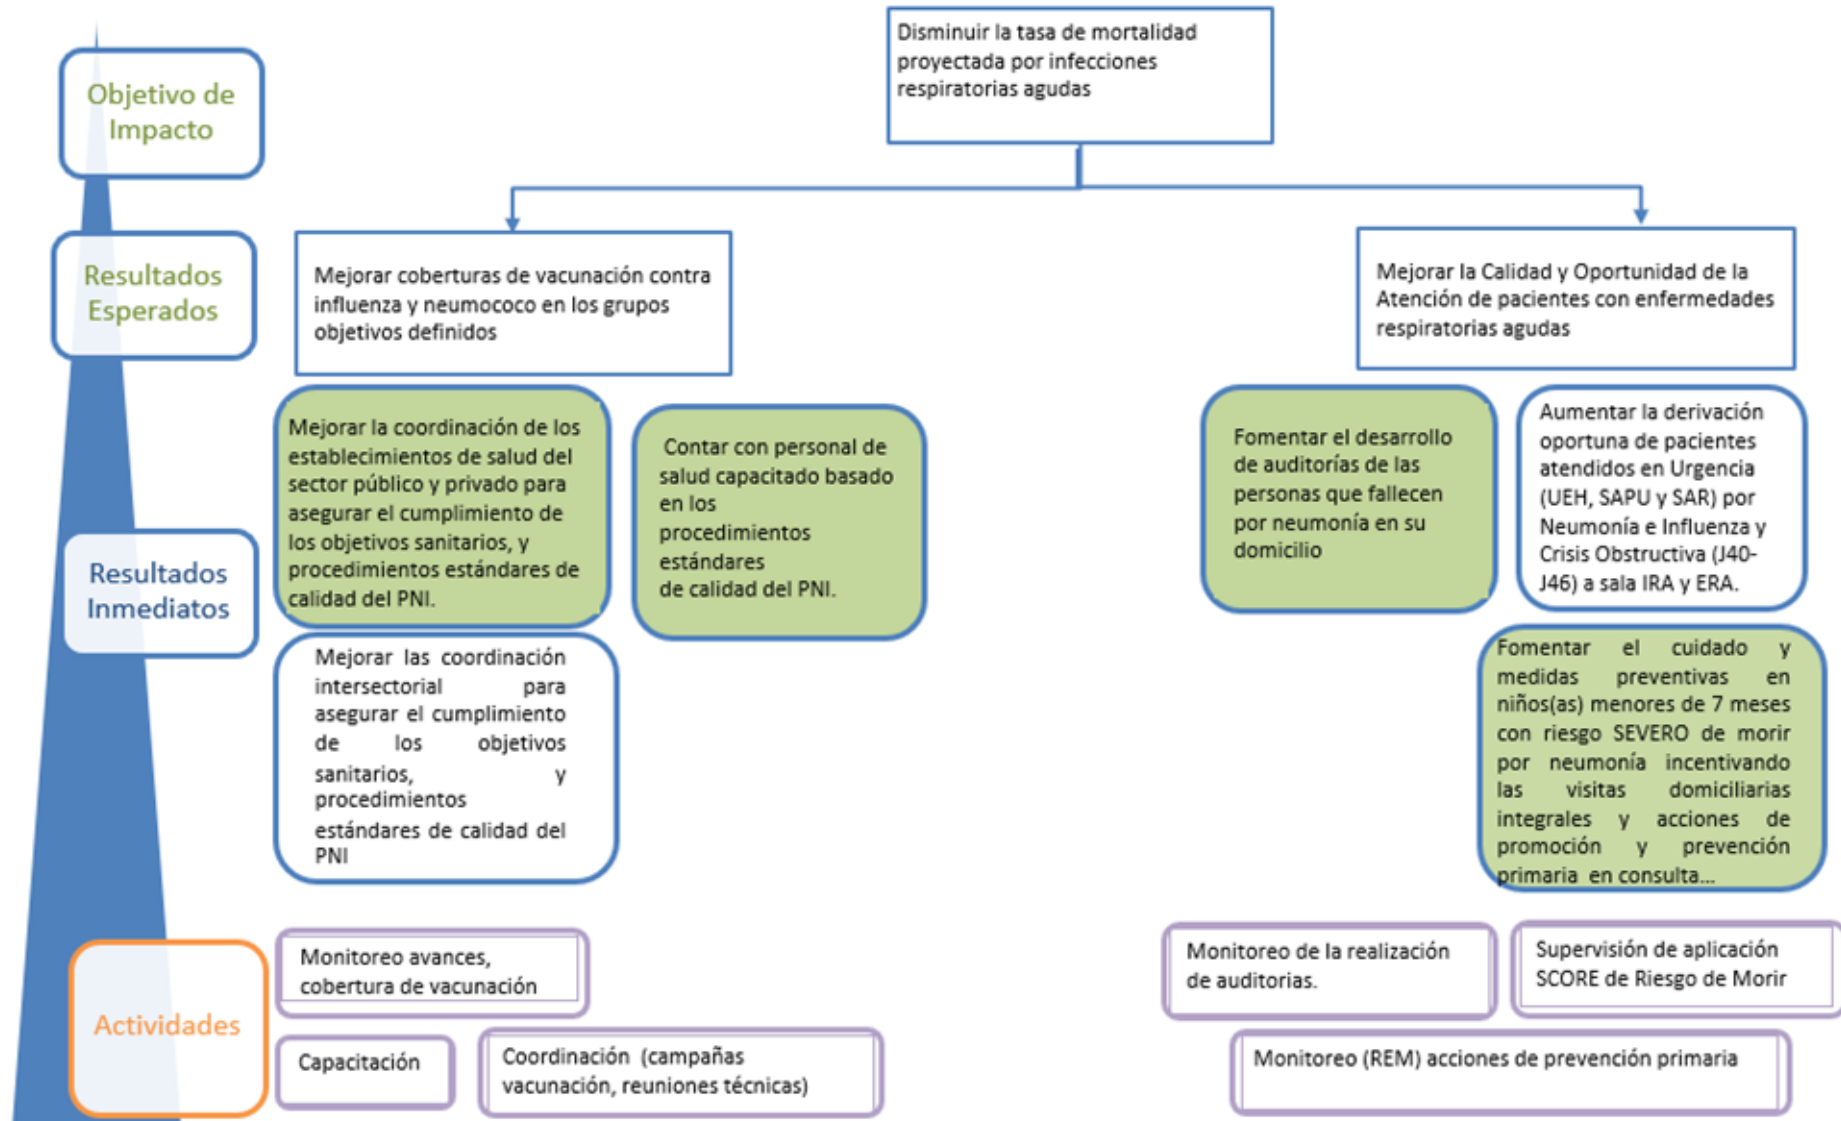 Objetivo de
Impacto
Disminuir la tasa de mortalidad
proyectada por infecciones
respiratorias agudas
Resultados
Esperados
Mejorar coberturas de vacunación contra
influenza y neumococo en los grupos
objetivos definidos
Mejorar la Calidad y Oportunidad de la
Atención de pacientes con enfermedades
respiratorias agudas
Resultados
Inmediatos
Mejorar la coordinación de los
establecimientos de salud del
sector público y privado para
asegurar el cumplimiento de
los objetivos sanitarios, y
procedimientos estándares de
calidad del PNI.
Contar con personal de
salud capacitado basado
en los
procedimientos
estándares
de calidad del PNI.
Mejorar las coordinación
intersectorial para
asegurar el cumplimiento
de los objetivos
sanitarios, y
procedimientos
estándares de calidad del
PNI
Fomentar el desarrollo
de auditorías de las
personas que fallecen
por neumonía en su
domicilio
Aumentar la derivación
oportuna de pacientes
atendidos en Urgencia
(UEH, SAPU y SAR) por
Neumonía e Influenza y
Crisis Obstructiva (J40-
J46) a sala IRA y ERA.
Fomentar el cuidado y
medidas preventivas en
niños(as) menores de 7 meses
con riesgo SEVERO de morir
por neumonía incentivando
las visitas domiciliarias
integrales y acciones de
promoción y prevención
primaria en consulta...
Actividades
Monitoreo avances,
cobertura de vacunación
Capacitación
Coordinación (campañas
vacunación, reuniones técnicas)
Monitoreo de la realización
de auditorias.
Supervisión de aplicación
SCORE de Riesgo de Morir
Monitoreo (REM) acciones de prevención primaria